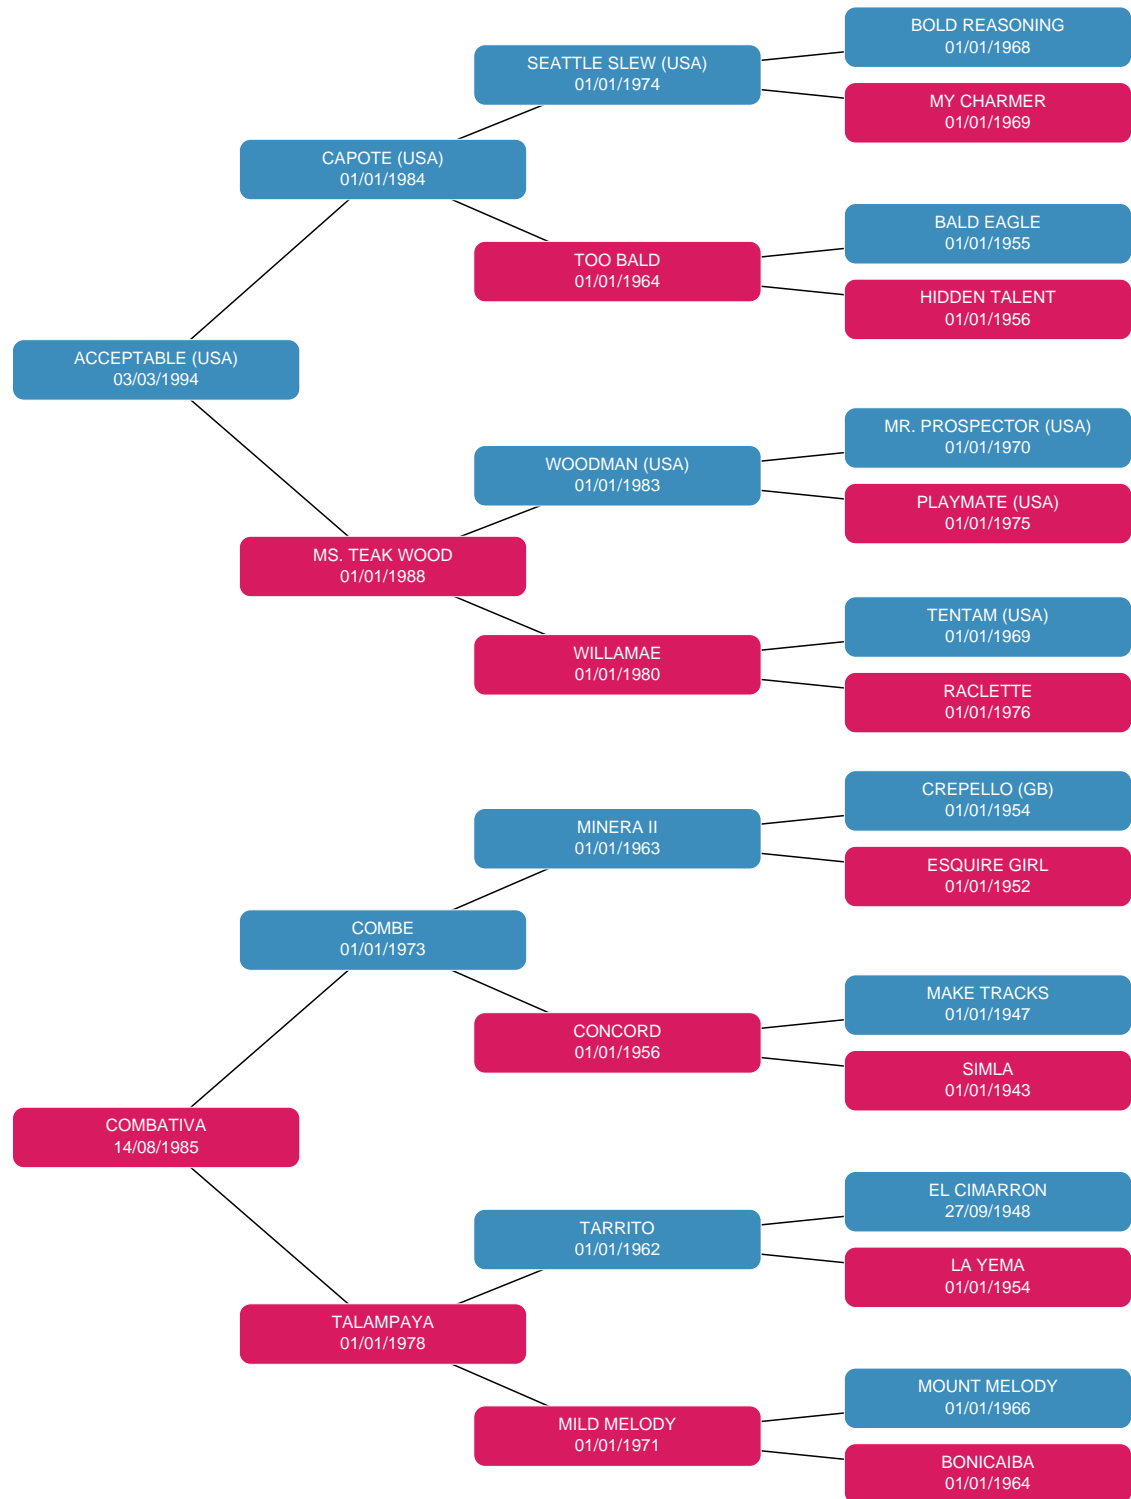 BOLD REASONING
01/01/1968
SEATTLE SLEW (USA)
01/01/1974
MY CHARMER
01/01/1969
CAPOTE (USA)
01/01/1984
BALD EAGLE
01/01/1955
TOO BALD
01/01/1964
HIDDEN TALENT
01/01/1956
ACCEPTABLE (USA)
03/03/1994
MR. PROSPECTOR (USA)
01/01/1970
WOODMAN (USA)
01/01/1983
PLAYMATE (USA)
01/01/1975
MS. TEAK WOOD
01/01/1988
TENTAM (USA)
01/01/1969
WILLAMAE
01/01/1980
RACLETTE
01/01/1976
CREPELLO (GB)
01/01/1954
MINERA II
01/01/1963
ESQUIRE GIRL
01/01/1952
COMBE
01/01/1973
MAKE TRACKS
01/01/1947
CONCORD
01/01/1956
SIMLA
01/01/1943
COMBATIVA
14/08/1985
EL CIMARRON
27/09/1948
TARRITO
01/01/1962
LA YEMA
01/01/1954
TALAMPAYA
01/01/1978
MOUNT MELODY
01/01/1966
MILD MELODY
01/01/1971
BONICAIBA
01/01/1964